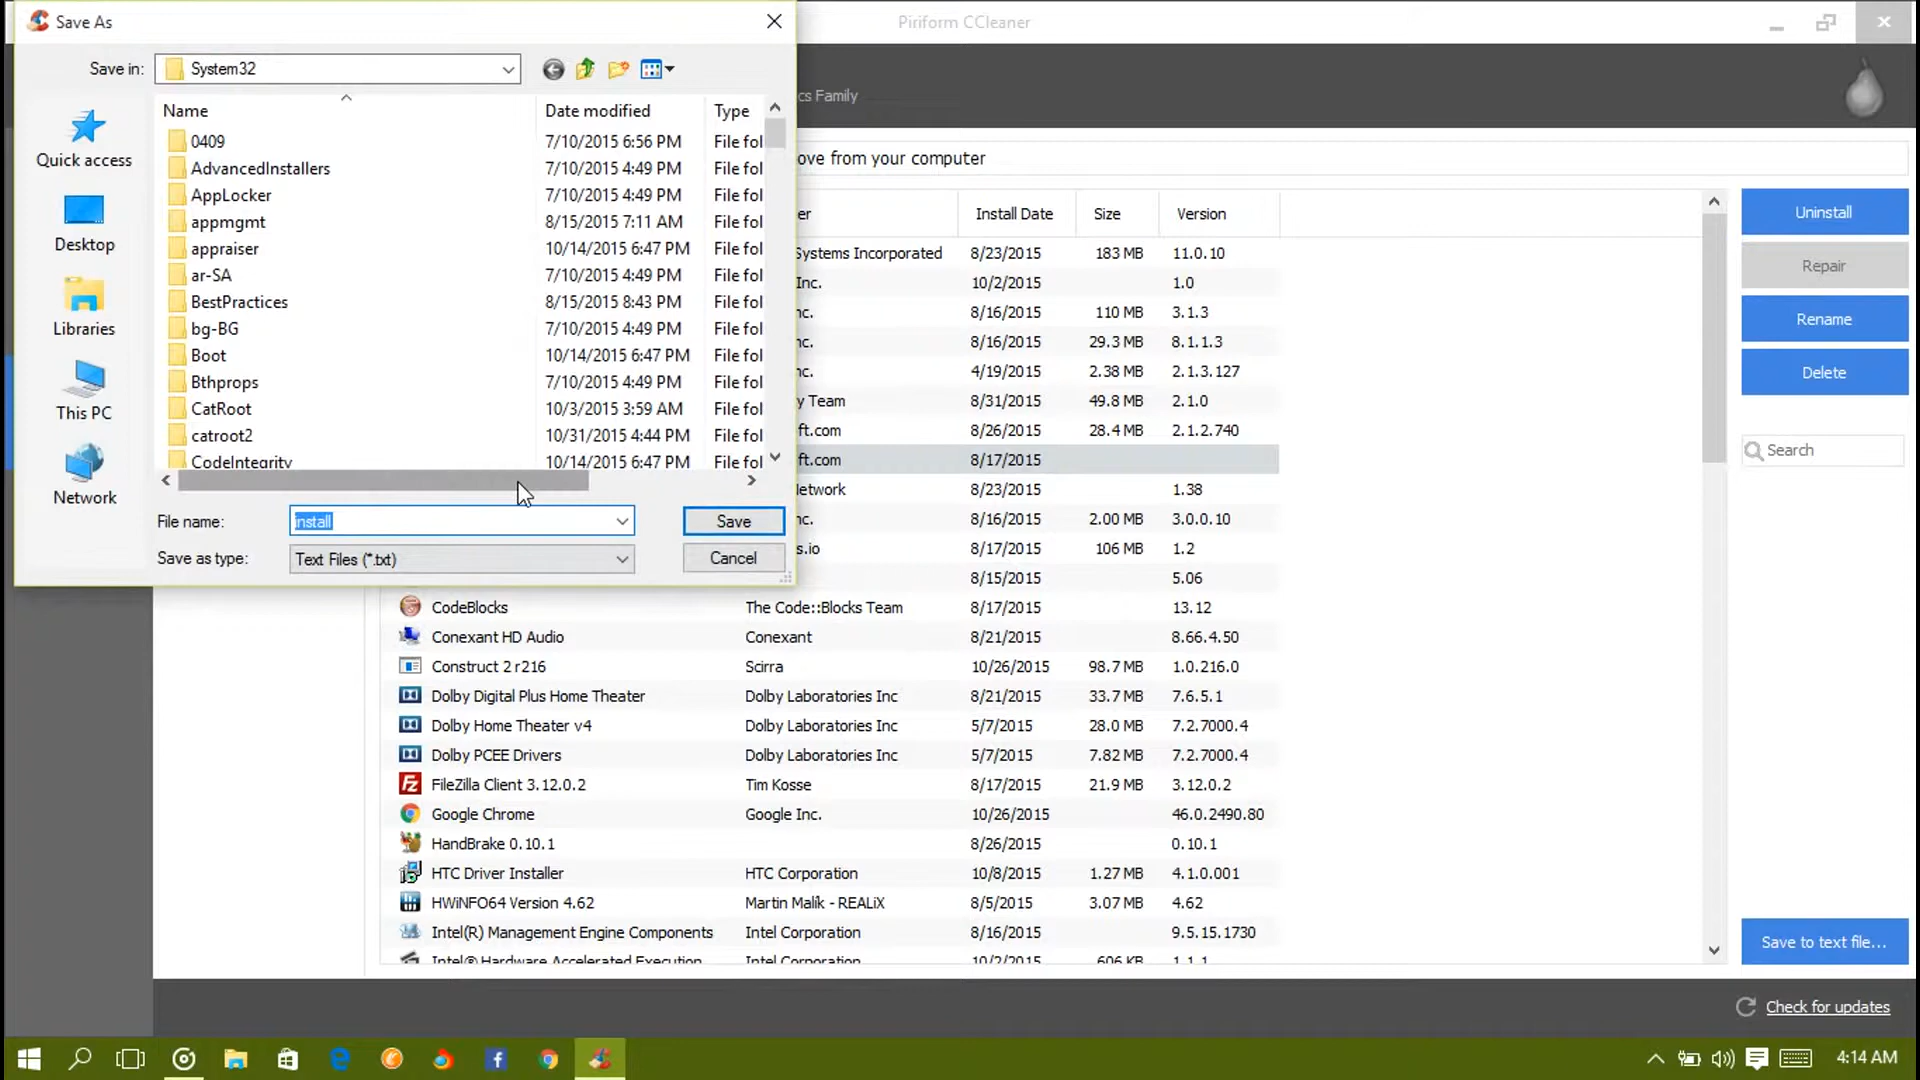 Save As
Piriform CCleaner
Save in:
System32
cs Family
Name
Date modified
Type
0409
7/10/2015 6:56 PM
File fol
AdvancedInstallers
7/10/2015 4:49 PM
File fol
AppLocker
7/10/2015 4:49 PM
File fol
appmgmt
8/15/2015 7:11 AM
File fol
appraiser
10/14/2015 6:47 PM
File fol
ar-SA
7/10/2015 4:49 PM
File fol
BestPractices
8/15/2015 8:43 PM
File fol
bg-BG
7/10/2015 4:49 PM
File fol
Boot
10/14/2015 6:47 PM
File fol
Bthprops
7/10/2015 4:49 PM
File fol
CatRoot
10/3/2015 3:59 AM
File fol
catroot2
10/31/2015 4:44 PM
File fol
CodeIntegrity
10/14/2015 6:47 PM
File fol
Quick access
Desktop
Libraries
This PC
Network
File name:
install
Save
Save as type:
Text Files (*.txt)
Cancel
ove from your computer
er
Install Date
Size
Version
Systems Incorporated 8/23/2015 183 MB 11.0.10
Inc. 10/2/2015 1.0
nc. 8/16/2015 110 MB 3.1.3
nc. 8/16/2015 29.3 MB 8.1.1.3
nc. 4/19/2015 2.38 MB 2.1.3.127
y Team 8/31/2015 49.8 MB 2.1.0
ft.com 8/26/2015 28.4 MB 2.1.2.740
ft.com 8/17/2015
Network 8/23/2015 1.38
nc. 8/16/2015 2.00 MB 3.0.0.10
s.io 8/17/2015 106 MB 1.2
8/15/2015 5.06
CodeBlocks The Code::Blocks Team 8/17/2015 13.12
Conexant HD Audio Conexant 8/21/2015 8.66.4.50
Construct 2 r216 Scirra 10/26/2015 98.7 MB 1.0.216.0
Dolby Digital Plus Home Theater Dolby Laboratories Inc 8/21/2015 33.7 MB 7.6.5.1
Dolby Home Theater v4 Dolby Laboratories Inc 5/7/2015 28.0 MB 7.2.7000.4
Dolby PCEE Drivers Dolby Laboratories Inc 5/7/2015 7.82 MB 7.2.7000.4
FileZilla Client 3.12.0.2 Tim Kosse 8/17/2015 21.9 MB 3.12.0.2
Google Chrome Google Inc. 10/26/2015 46.0.2490.80
HandBrake 0.10.1 8/26/2015 0.10.1
HTC Driver Installer HTC Corporation 10/8/2015 1.27 MB 4.1.0.001
HWiNFO64 Version 4.62 Martin Malík - REALiX 8/5/2015 3.07 MB 4.62
Intel(R) Management Engine Components Intel Corporation 8/16/2015 9.5.15.1730
Intel® Hardware Accelerated Execution Intel Corporation 10/2/2015 606 KB 1.1.1
Uninstall
Repair
Rename
Delete
Search
Save to text file...
Check for updates
4:14 AM